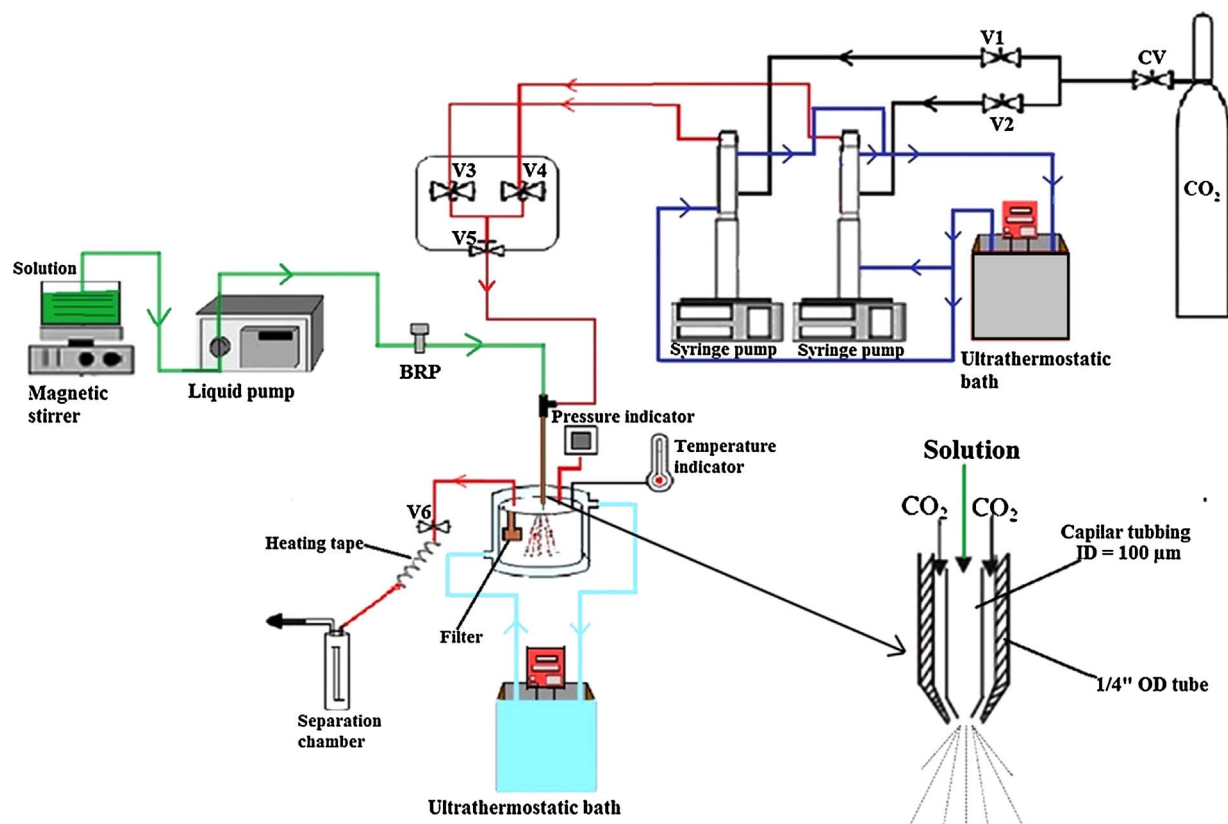 V1
CV
V2
CO2
V3
V4
V5
Solution
Magnetic
stirrer
Liquid pump
BRP
Syringe pump
Syringe pump
Ultrathermostatic
bath
Pressure indicator
Temperature
indicator
V6
Heating tape
Filter
Separation
chamber
Ultrathermostatic bath
Solution
CO2
CO2
Capilar tubbing
ID = 100 µm
1/4" OD tube